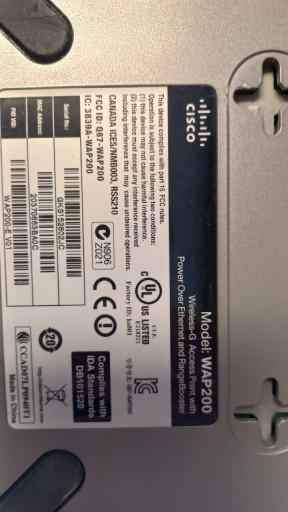 CISCO
Model: WAP200
Wireless-G Access Point with
Power Over Ethernet and RangeBooster
This device complies with part 15 FCC rules.
Operation is subject to the following two conditions:
(1) this device may not cause harmful interference.
(2) this device must accept any interference received
including interference that may cause undesired operations.
CANADA ICES/NMB003, RSS210
FCC ID: Q87-WAP200
IC: 3839A-WAP200
N906
Z021
C UL US LISTED
I.T.E.
Complies with
IDA Standards
DB101520
Serial No.:
MAC Address:
PID VID:
WAP200-E V01
20
Made in China